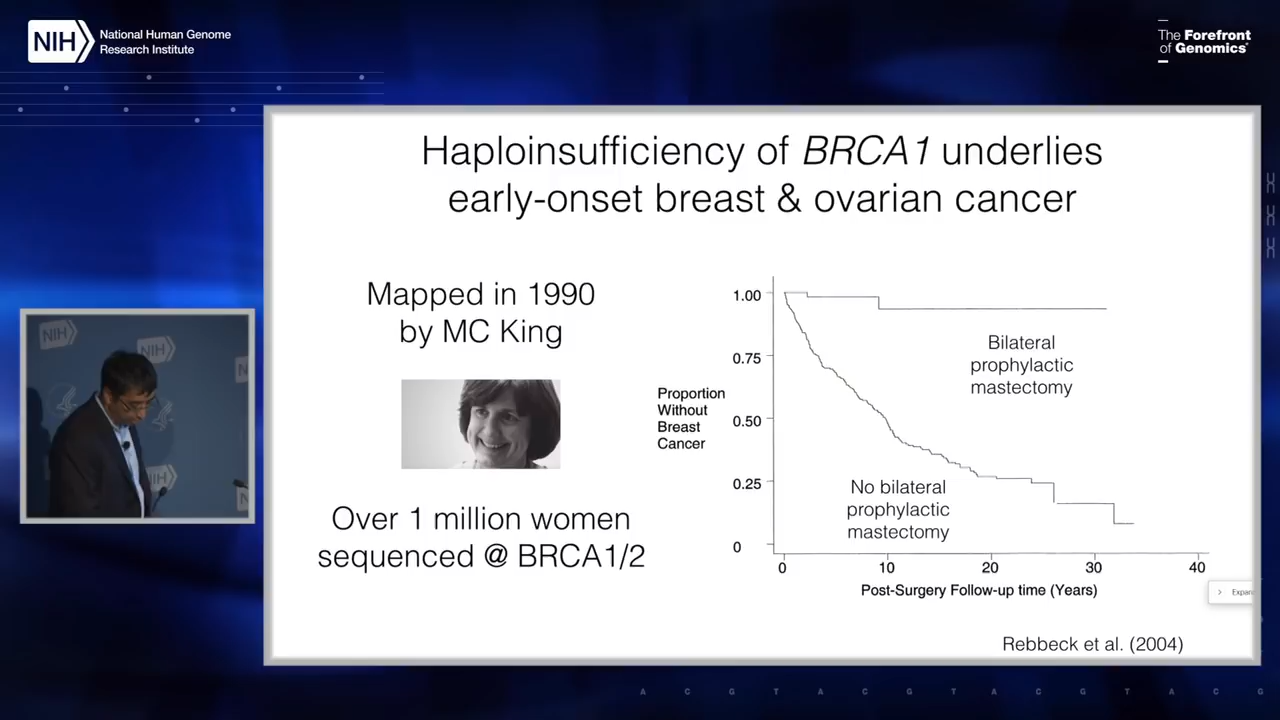 NIH
National Human Genome
Research Institute
The Forefront
of Genomics®
Haploinsufficiency of BRCA1 underlies
early-onset breast & ovarian cancer
Mapped in 1990
by MC King
Over 1 million women
sequenced @ BRCA1/2
Proportion
Without
Breast
Cancer
1.00
0.75
0.50
0.25
0
Bilateral
prophylactic
mastectomy
No bilateral
prophylactic
mastectomy
0 10 20 30 40
Post-Surgery Follow-up time (Years)
Rebbeck et al. (2004)
NIH
NIH
NIH
A C G T A C G T A C G T A C G